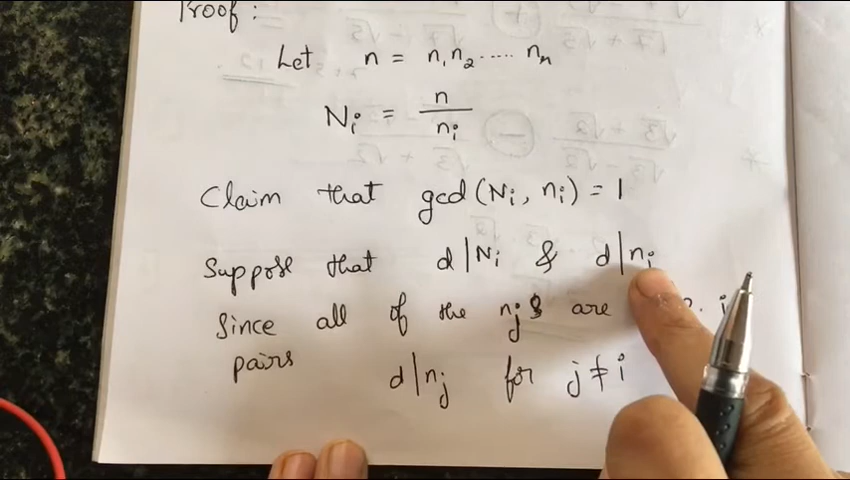 Proof :
Let n = n₁n₂ ..... nₙ
Nᵢ = n / nᵢ
Claim that gcd(Nᵢ, nᵢ) = 1
Suppose that d|Nᵢ & d|nᵢ
Since all of the nⱼs are
pairs
d|nⱼ for j ≠ i